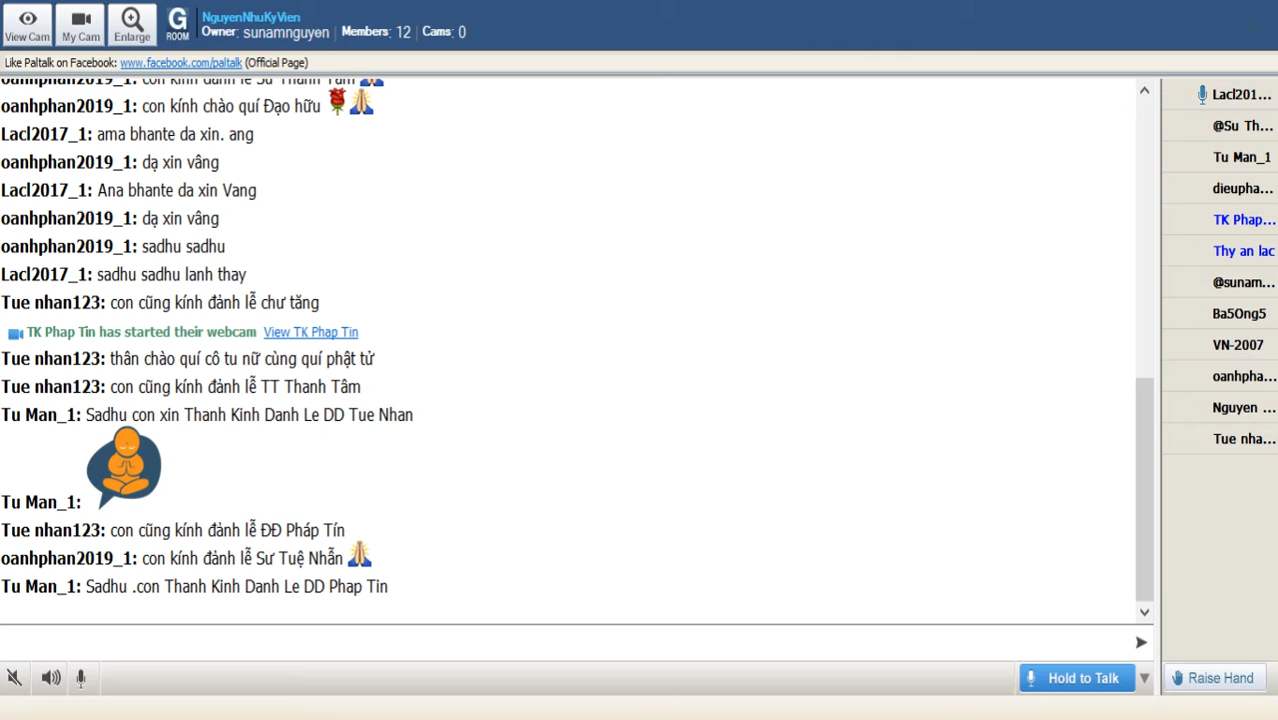 View Cam
My Cam
Enlarge
G
ROOM
NguyenNhuKyVien
Owner: sunamnguyen Members: 12 Cams: 0
Like Paltalk on Facebook: www.facebook.com/paltalk (Official Page)
oanhphan2019_1: con kính đảnh lễ Sư Thanh Tâm
oanhphan2019_1: con kính chào quí Đạo hữu
Lacl2017_1: ama bhante da xin. ang
oanhphan2019_1: dạ xin vâng
Lacl2017_1: Ana bhante da xin Vang
oanhphan2019_1: dạ xin vâng
oanhphan2019_1: sadhu sadhu
Lacl2017_1: sadhu sadhu lanh thay
Tue nhan123: con cũng kính đảnh lễ chư tăng
TK Phap Tin has started their webcam View TK Phap Tin
Tue nhan123: thân chào quí cô tu nữ cùng quí phật tử
Tue nhan123: con cũng kính đảnh lễ TT Thanh Tâm
Tu Man_1: Sadhu con xin Thanh Kinh Danh Le DD Tue Nhan
Tu Man_1:
Tue nhan123: con cũng kính đảnh lễ ĐĐ Pháp Tín
oanhphan2019_1: con kính đảnh lễ Sư Tuệ Nhẫn
Tu Man_1: Sadhu .con Thanh Kinh Danh Le DD Phap Tin
Lacl201...
@Su Th...
Tu Man_1
dieupha...
TK Phap...
Thy an lac
@sunam...
Ba5Ong5
VN-2007
oanhpha...
Nguyen ...
Tue nha...
Hold to Talk
Raise Hand